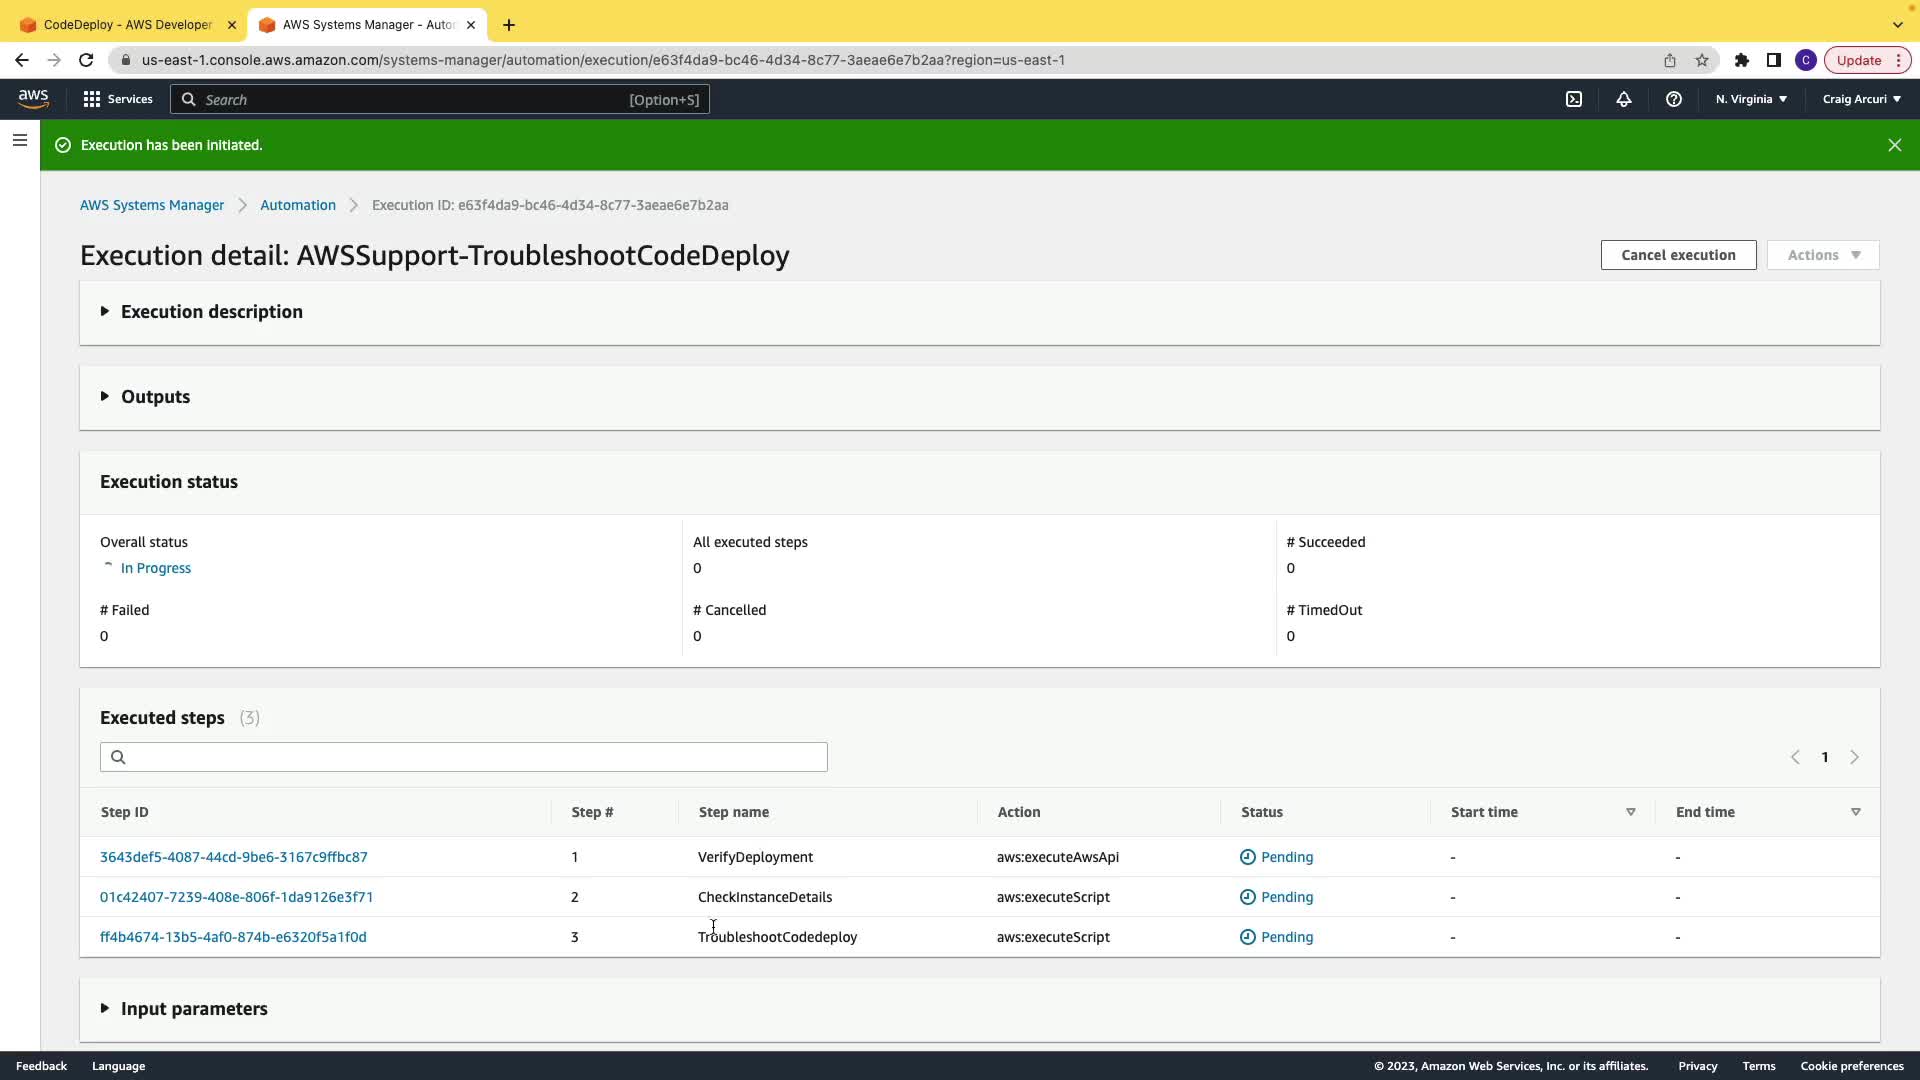 CodeDeploy - AWS Developer
AWS Systems Manager - Auto
us-east-1.console.aws.amazon.com/systems-manager/automation/execution/e63f4da9-bc46-4d34-8c77-3aeae6e7b2aa?region=us-east-1
C
Update
aws
Services
Search
[Option+S]
N. Virginia
Craig Arcuri
Execution has been initiated.
AWS Systems Manager
Automation
Execution ID: e63f4da9-bc46-4d34-8c77-3aeae6e7b2aa
Execution detail: AWSSupport-TroubleshootCodeDeploy
Cancel execution
Actions
Execution description
Outputs
Execution status
Overall status
All executed steps
# Succeeded
In Progress
0
0
# Failed
# Cancelled
# TimedOut
0
0
0
Executed steps (3)
1
Step ID
Step #
Step name
Action
Status
Start time
End time
3643def5-4087-44cd-9be6-3167c9ffbc87
1
VerifyDeployment
aws:executeAwsApi
Pending
-
-
01c42407-7239-408e-806f-1da9126e3f71
2
CheckInstanceDetails
aws:executeScript
Pending
-
-
ff4b4674-13b5-4af0-874b-e6320f5a1f0d
3
TroubleshootCodedeploy
aws:executeScript
Pending
-
-
Input parameters
Feedback
Language
© 2023, Amazon Web Services, Inc. or its affiliates.
Privacy
Terms
Cookie preferences